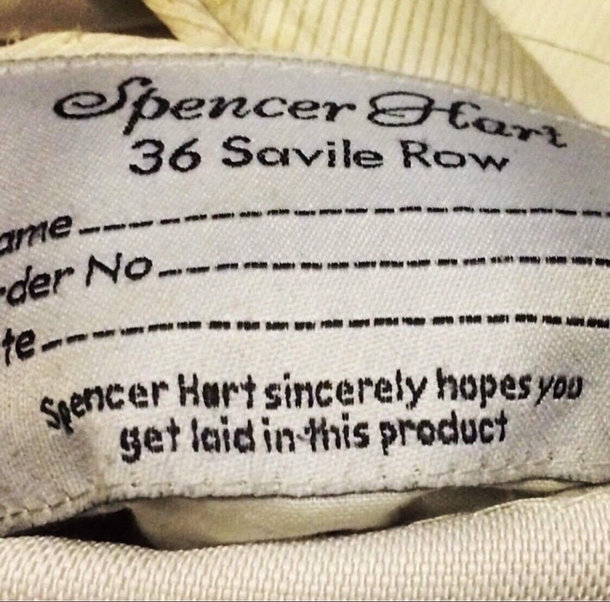 Spencer Hart
36 Savile Row
ame
der No
te
Spencer Hart sincerely hopes you
get laid in this product